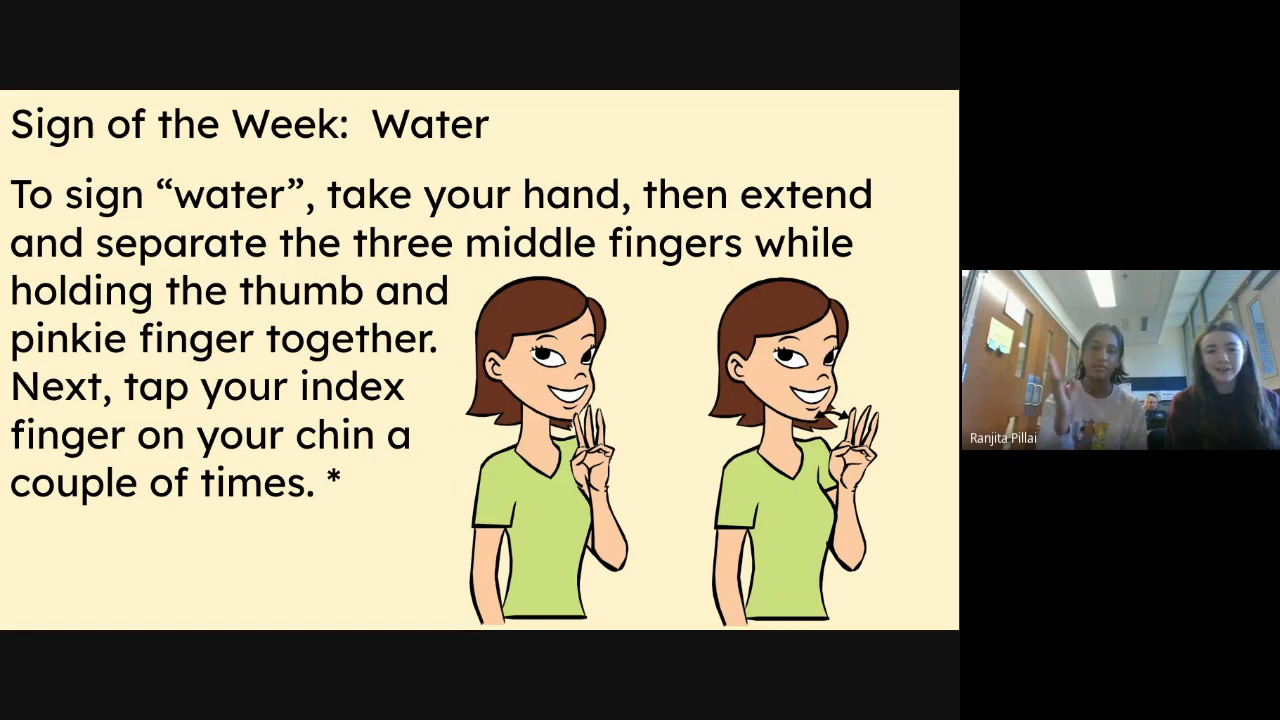 Sign of the Week:  Water
To sign “water”, take your hand, then extend
and separate the three middle fingers while
holding the thumb and
pinkie finger together.
Next, tap your index
finger on your chin a
couple of times. *
Ranjita Pillai